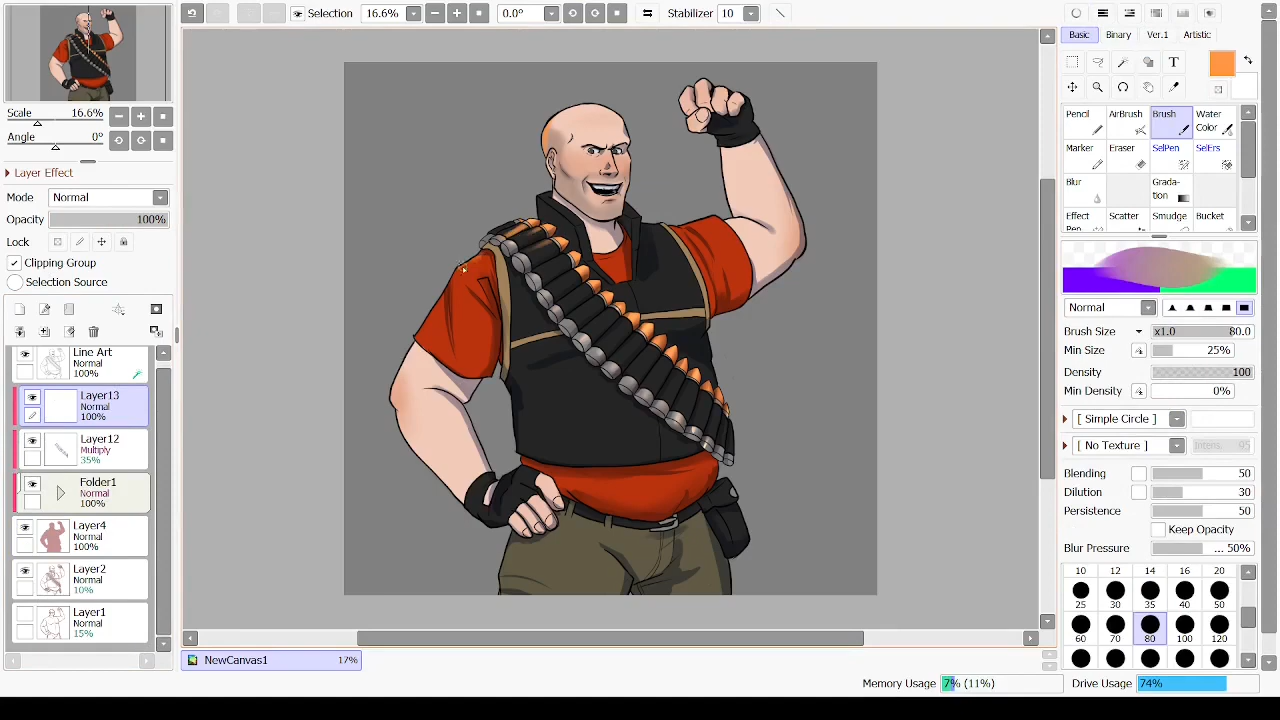 Selection 16.6% 0.0° Stabilizer 10
Scale 16.6%
Angle 0°
Layer Effect
Mode Normal
Opacity 100%
Lock
Clipping Group
Selection Source
Line Art
Normal
100%
Layer13
Normal
100%
Layer12
Multiply
35%
Folder1
Normal
100%
Layer4
Normal
100%
Layer2
Normal
10%
Layer1
Normal
15%
NewCanvas1 17%
Memory Usage 7% (11%) Drive Usage 74%
Basic Binary Ver.1 Artistic
T
Pencil AirBrush Brush Water
Color
Marker Eraser SelPen SelErs
Blur Grada-
tion
Effect Scatter Smudge Bucket
Pen
Normal
Brush Size x1.0 80.0
Min Size 25%
Density 100
Min Density 0%
[ Simple Circle ]
[ No Texture ] Intens. 95
Blending 50
Dilution 30
Persistence 50
Keep Opacity
Blur Pressure ... 50%
10 12 14 16 20
25 30 35 40 50
60 70 80 100 120